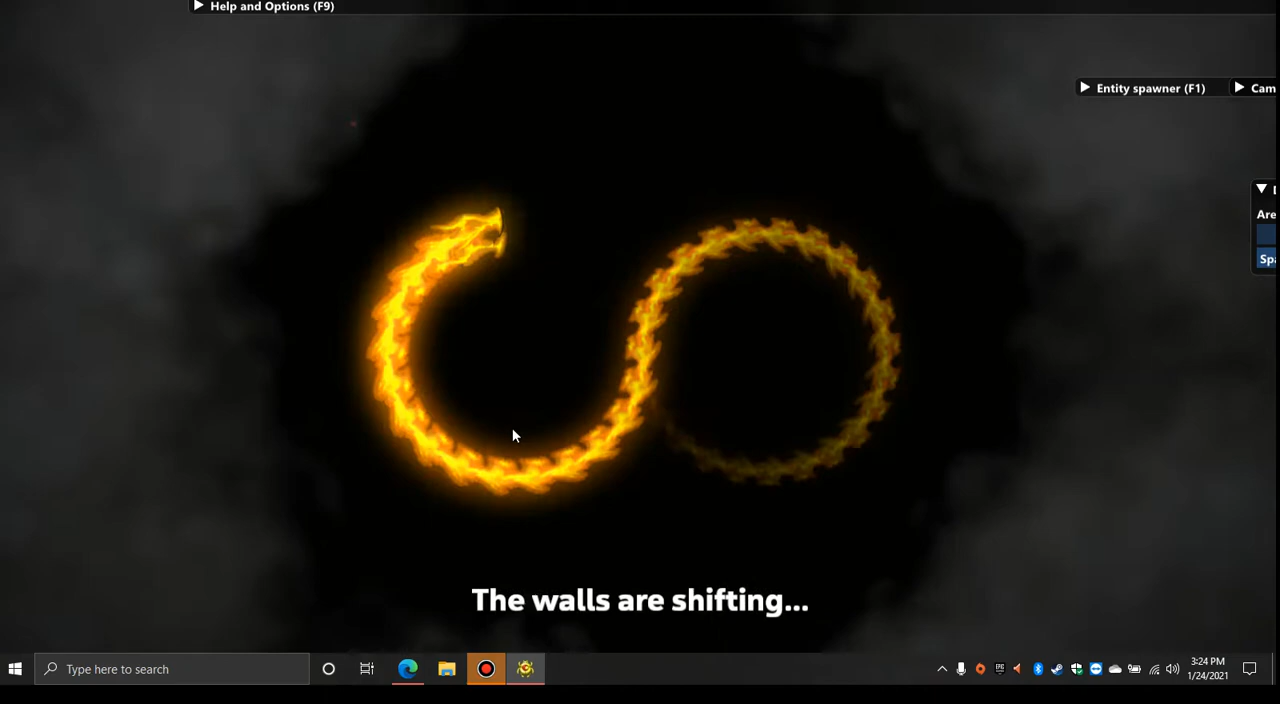 Help and Options (F9)
Entity spawner (F1)
Cam
Are
Spa
The walls are shifting...
Type here to search
3:24 PM
1/24/2021